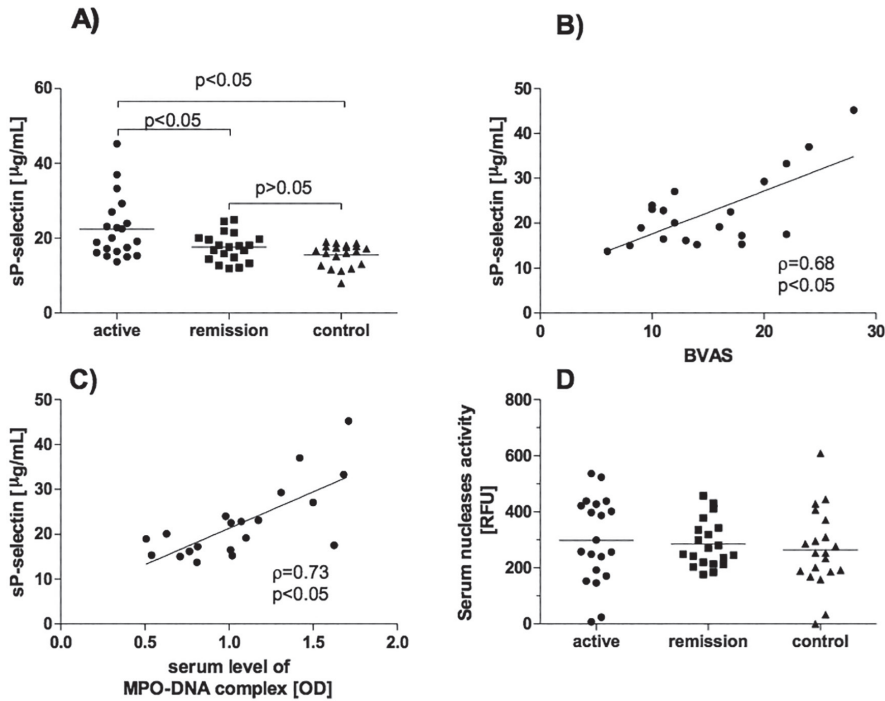 A)
p<0.05
p<0.05
p>0.05
sP-selectin [µg/mL]
60
40
20
0
active remission control
B)
sP-selectin [µg/mL]
50
40
30
20
10
0
ρ=0.68
p<0.05
0 10 20 30
BVAS
C)
sP-selectin [µg/mL]
50
40
30
20
10
0
ρ=0.73
p<0.05
0.0 0.5 1.0 1.5 2.0
serum level of
MPO-DNA complex [OD]
D
Serum nucleases activity
[RFU]
800
600
400
200
0
active remission control